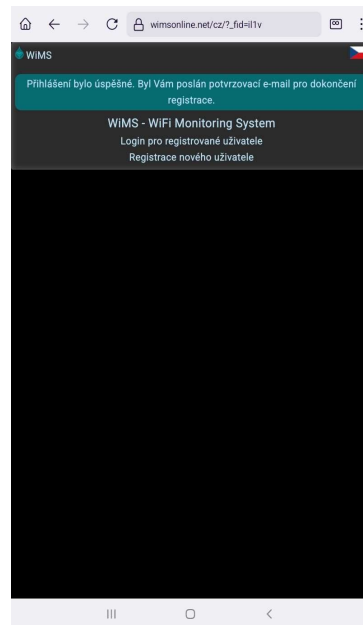 wimsonline.net/cz/?_fid=il1v
WiMS
Přihlášení bylo úspěšné. Byl Vám poslán potvrzovací e-mail pro dokončení
registrace.
WiMS - WiFi Monitoring System
Login pro registrované uživatele
Registrace nového uživatele